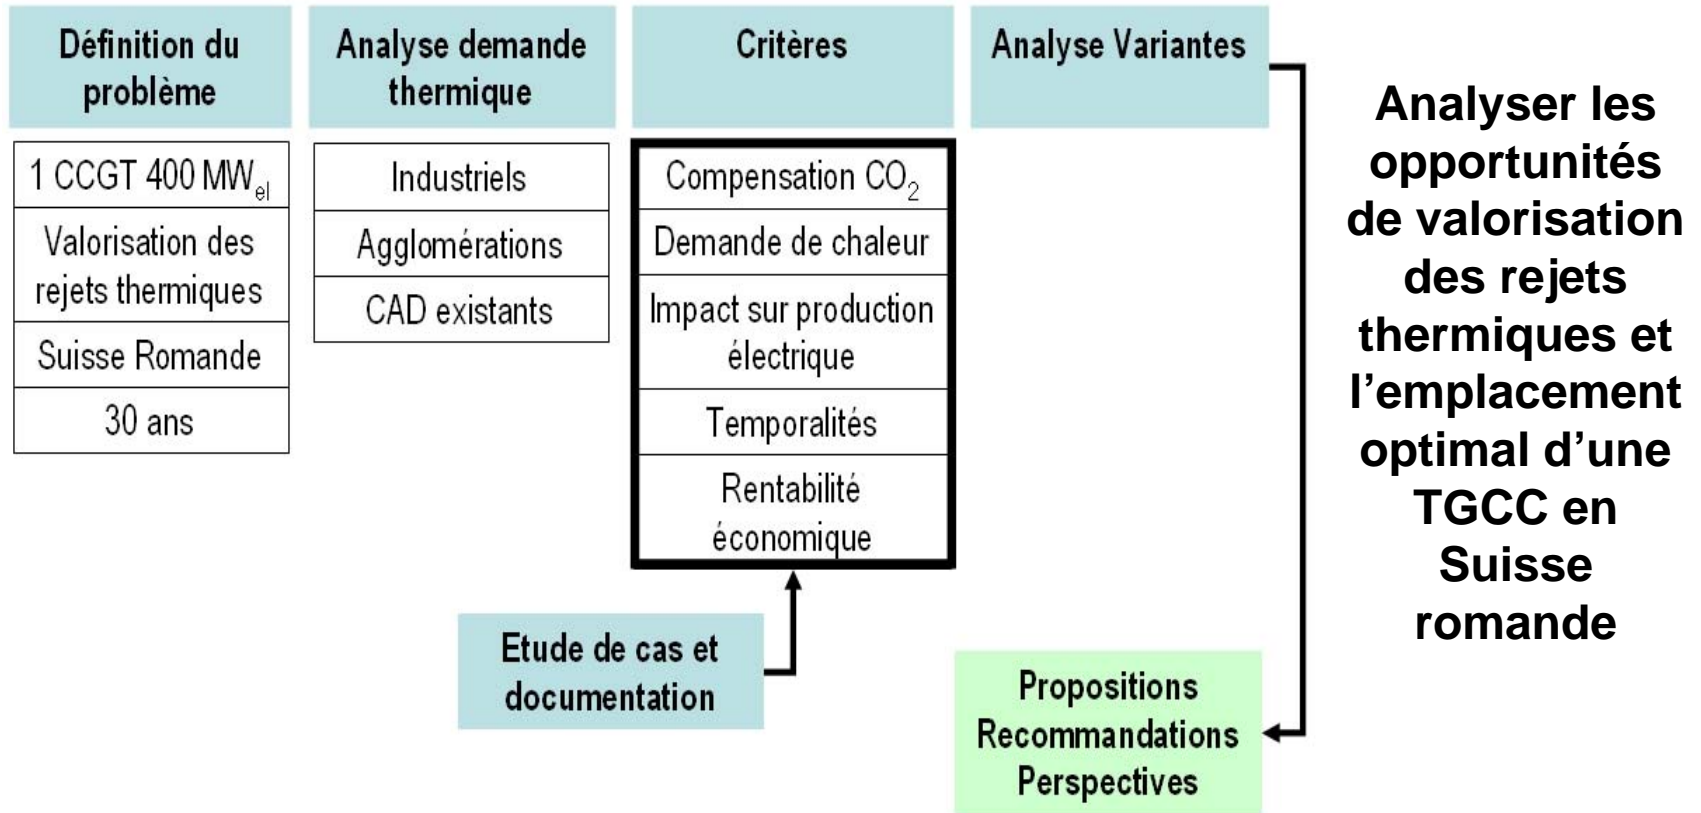 Définition du
problème
1 CCGT 400 MWel
Valorisation des
rejets thermiques
Suisse Romande
30 ans
Analyse demande
thermique
Industriels
Agglomérations
CAD existants
Critères
Compensation CO2
Demande de chaleur
Impact sur production
électrique
Temporalités
Rentabilité
économique
Etude de cas et
documentation
Analyse Variantes
Propositions
Recommandations
Perspectives
Analyser les
opportunités
de valorisation
des rejets
thermiques et
l’emplacement
optimal d’une
TGCC en
Suisse
romande